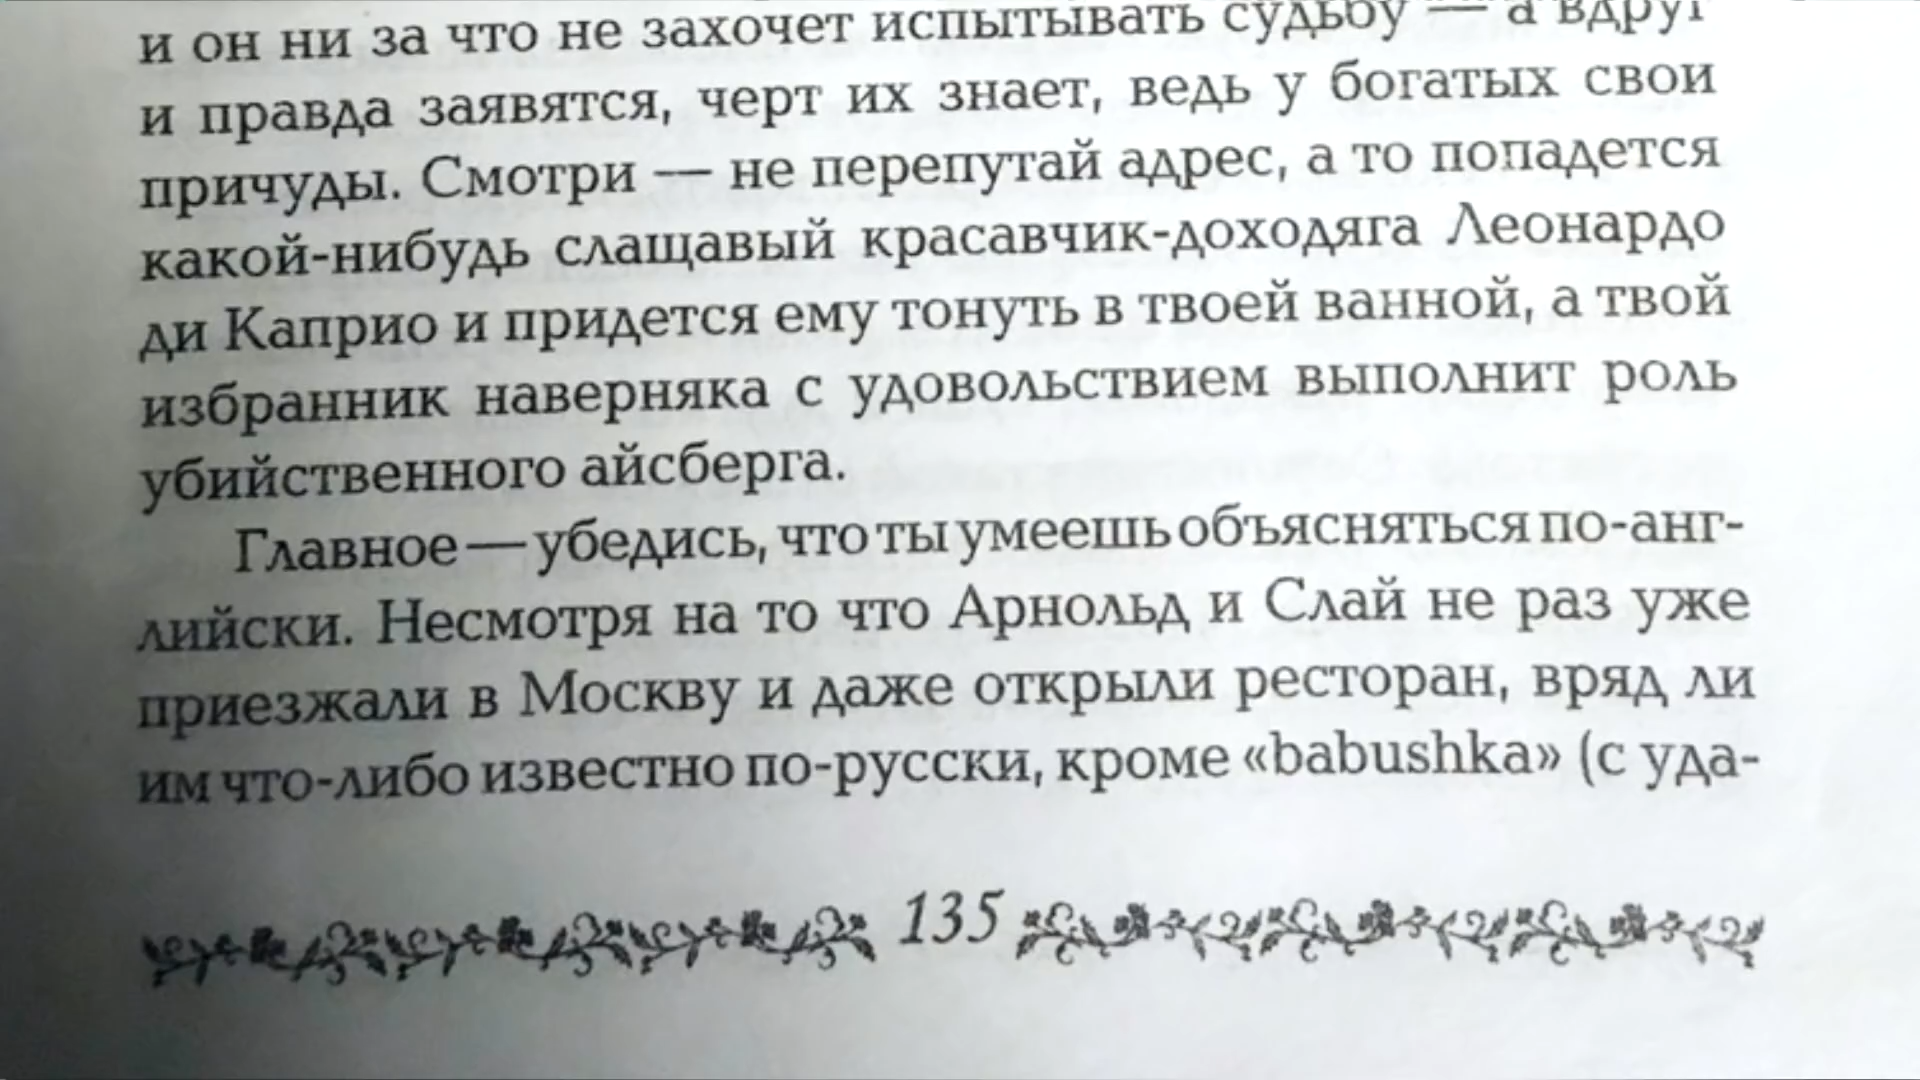 и он ни за что не захочет испытывать судьбу — а вдруг
и правда заявятся, черт их знает, ведь у богатых свои
причуды. Смотри — не перепутай адрес, а то попадется
какой-нибудь слащавый красавчик-доходяга Леонардо
ди Каприо и придется ему тонуть в твоей ванной, а твой
избранник наверняка с удовольствием выполнит роль
убийственного айсберга.
Главное — убедись, что ты умеешь объясняться по-анг-
лийски. Несмотря на то что Арнольд и Слай не раз уже
приезжали в Москву и даже открыли ресторан, вряд ли
им что-либо известно по-русски, кроме «babushka» (с уда-
135